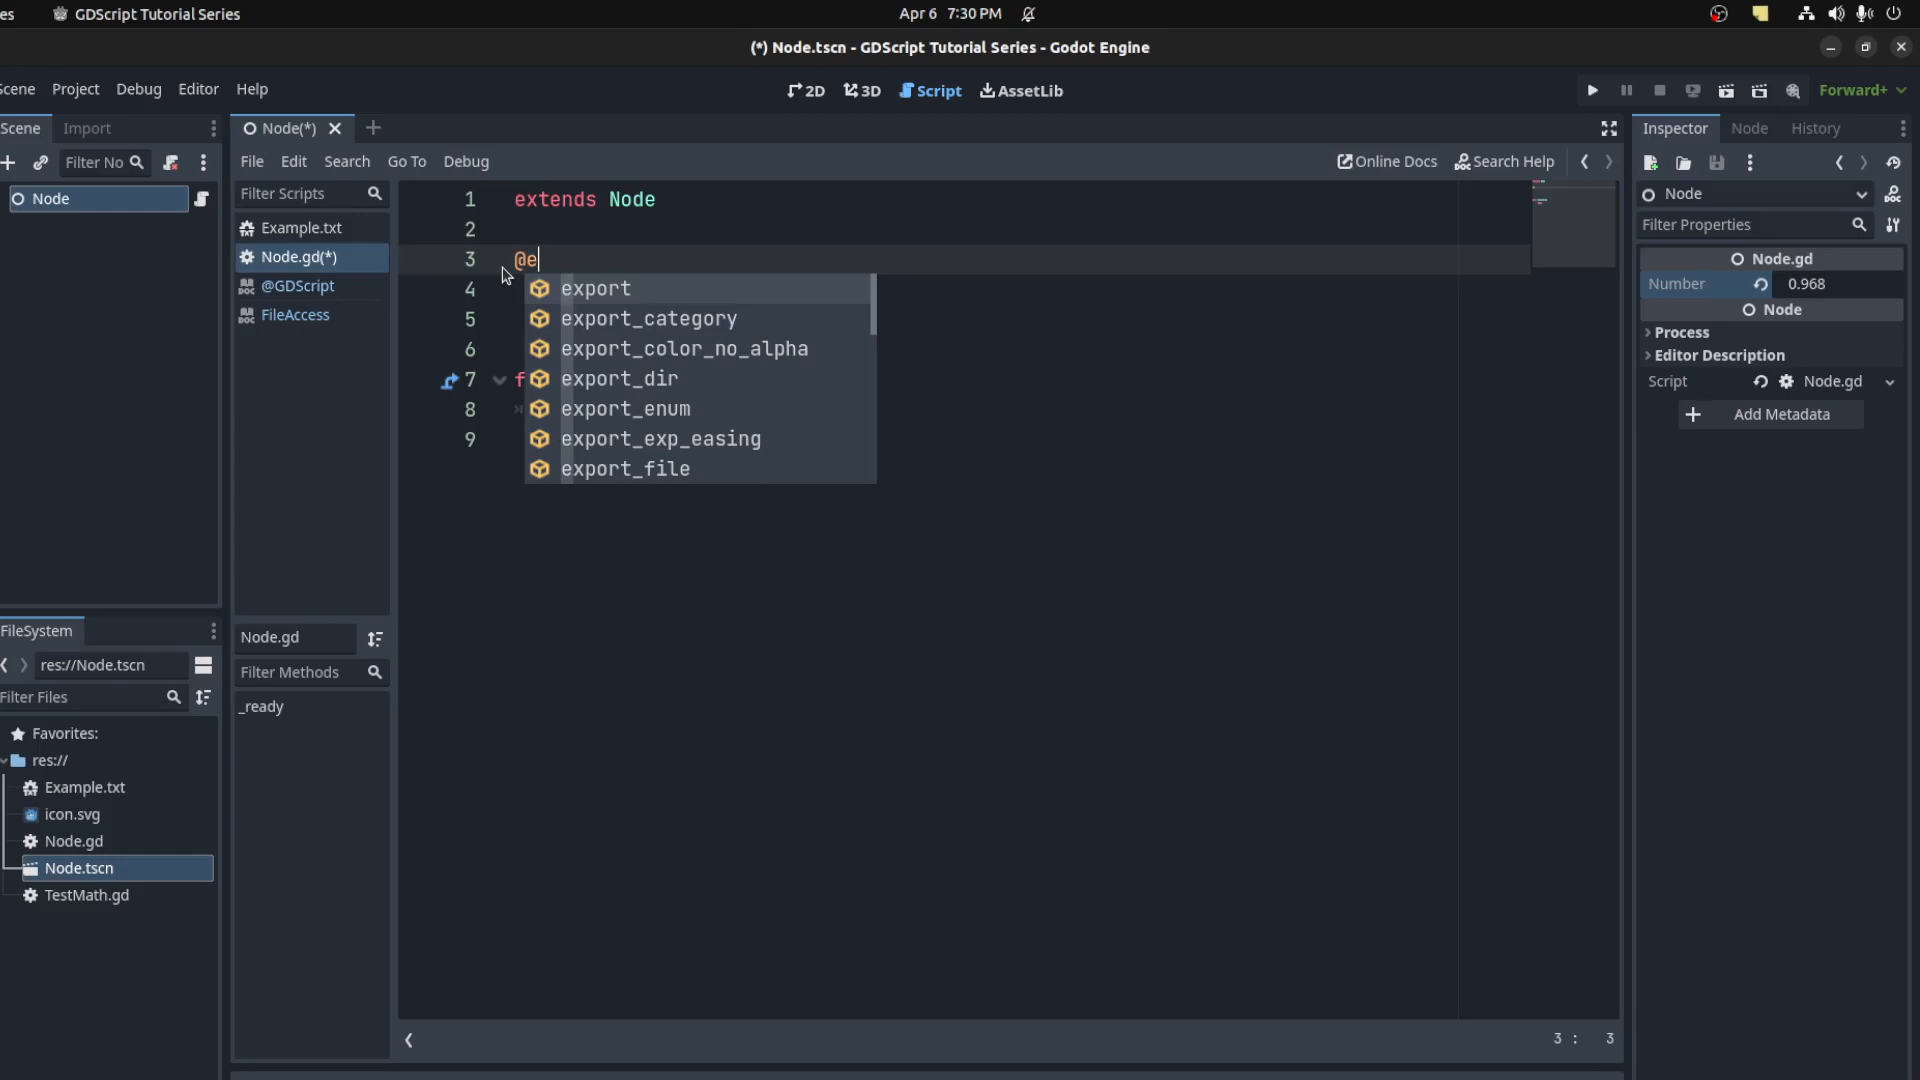 es
GDScript Tutorial Series
Apr 6 7:30 PM
(*) Node.tscn - GDScript Tutorial Series - Godot Engine
Scene Project Debug Editor Help
2D 3D Script AssetLib
Forward+
Scene Import
Node(*)
Inspector Node History
Filter No
File Edit Search Go To Debug
Online Docs Search Help
Node
Filter Scripts
Example.txt
Node.gd(*)
@GDScript
FileAccess
1 extends Node
2
3 @e
4
5
6
7 f
8
9
export
export_category
export_color_no_alpha
export_dir
export_enum
export_exp_easing
export_file
Node
Filter Properties
Node.gd
Number 0.968
Node
Process
Editor Description
Script Node.gd
Add Metadata
FileSystem
res://Node.tscn
Filter Files
Favorites:
res://
Example.txt
icon.svg
Node.gd
Node.tscn
TestMath.gd
Node.gd
Filter Methods
_ready
3 : 3